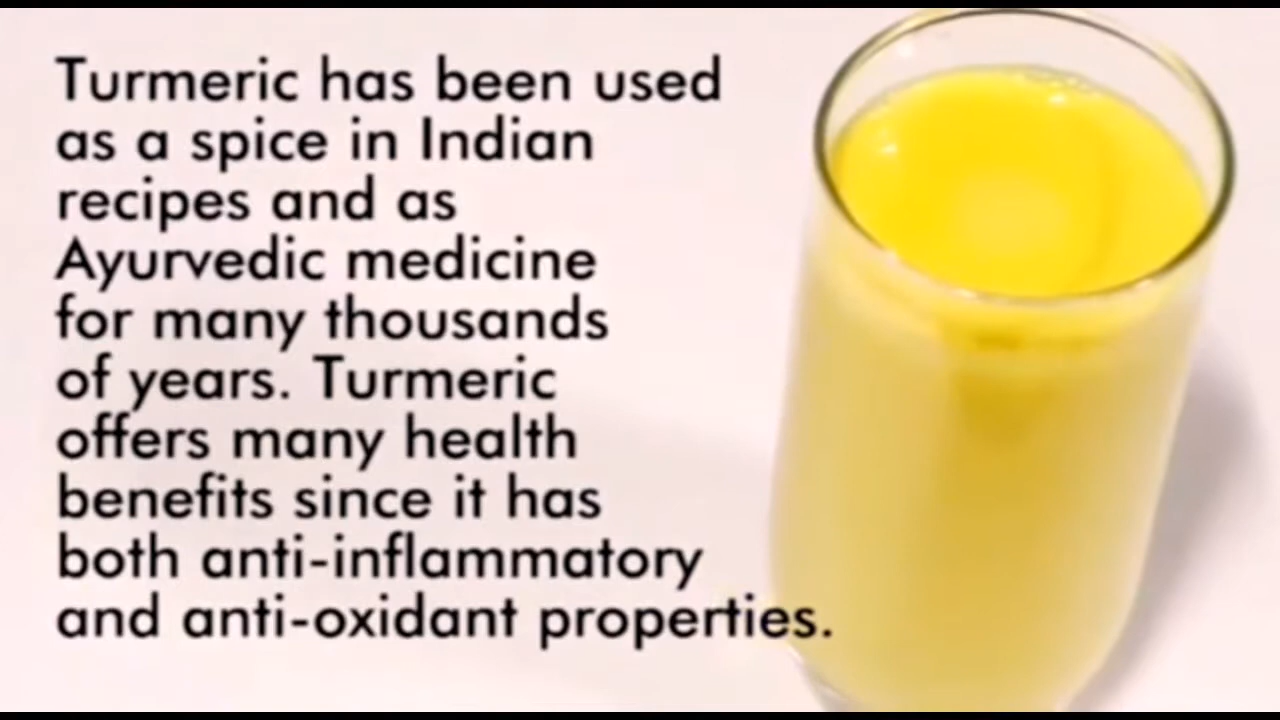 Turmeric has been used
as a spice in Indian
recipes and as
Ayurvedic medicine
for many thousands
of years. Turmeric
offers many health
benefits since it has
both anti-inflammatory
and anti-oxidant properties.